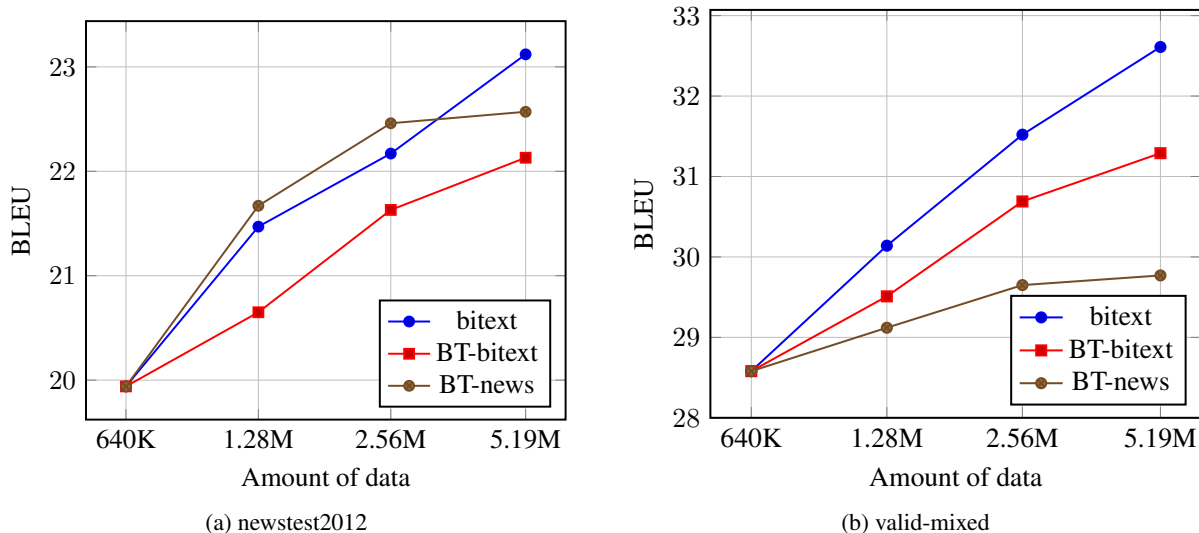 23
22
21
20
BLEU
bitext
BT-bitext
BT-news
640K 1.28M 2.56M 5.19M
Amount of data
(a) newstest2012
33
32
31
30
29
28
BLEU
bitext
BT-bitext
BT-news
640K 1.28M 2.56M 5.19M
Amount of data
(b) valid-mixed